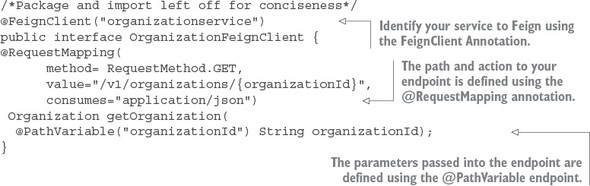 /*Package and import left off for conciseness*/
@FeignClient("organizationservice")
public interface OrganizationFeignClient {
@RequestMapping(
method= RequestMethod.GET,
value="/v1/organizations/{organizationId}",
consumes="application/json")
Organization getOrganization(
@PathVariable("organizationId") String organizationId);
}
Identify your service to Feign using
the FeignClient Annotation.
The path and action to your
endpoint is defined using the
@RequestMapping annotation.
The parameters passed into the endpoint are
defined using the @PathVariable endpoint.